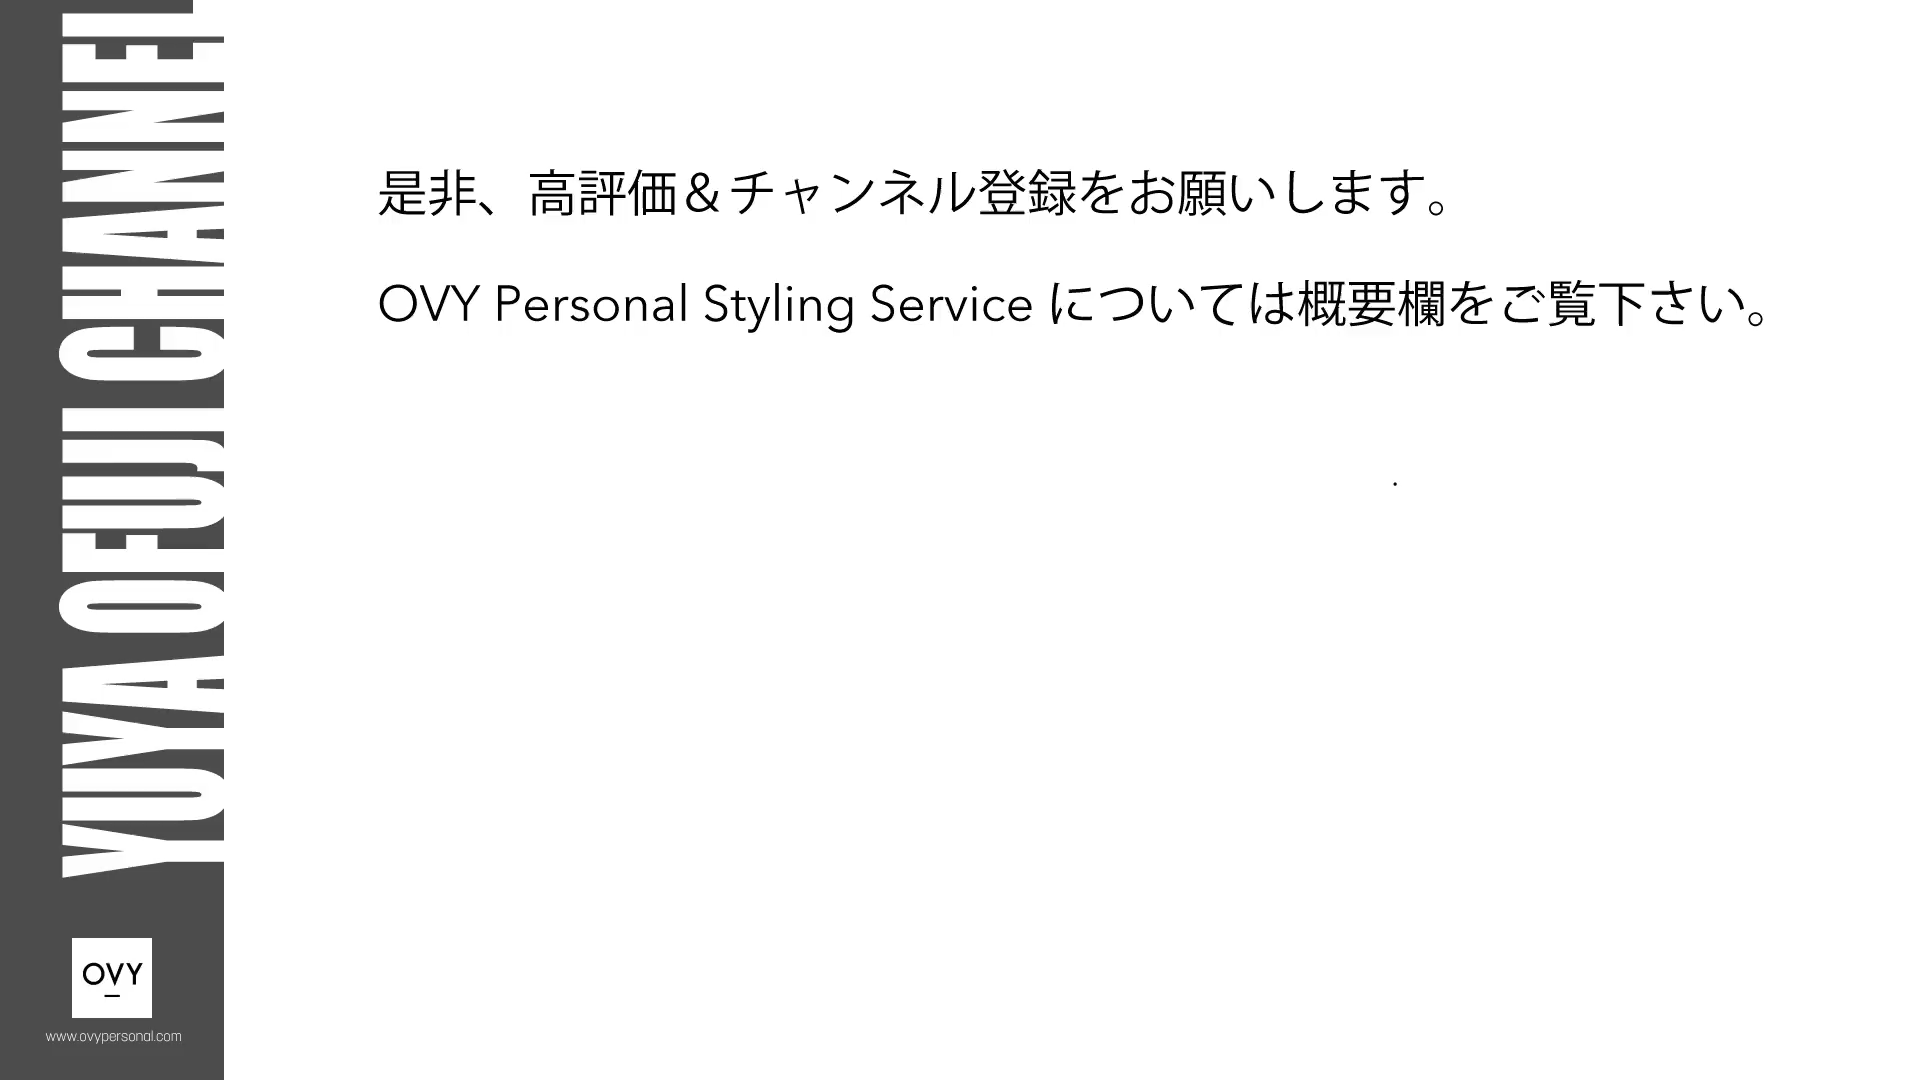 YUYA OFUJI CHANNEL
是非、高評価＆チャンネル登録をお願いします。
OVY Personal Styling Service については概要欄をご覧下さい。
OVY
www.ovypersonal.com